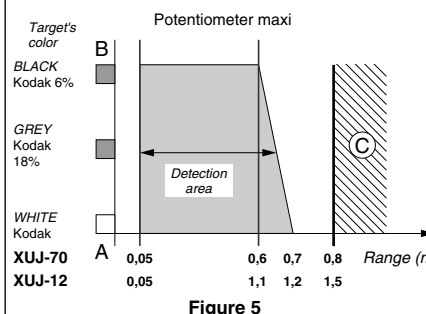 Target's
color
Potentiometer maxi
B
BLACK
Kodak 6%
GREY
Kodak
18%
C
Detection
area
WHITE
Kodak
A
XUJ-70 0,05 0,6 0,7 0,8 Range
XUJ-12 0,05 1,1 1,2 1,5
Figure 5